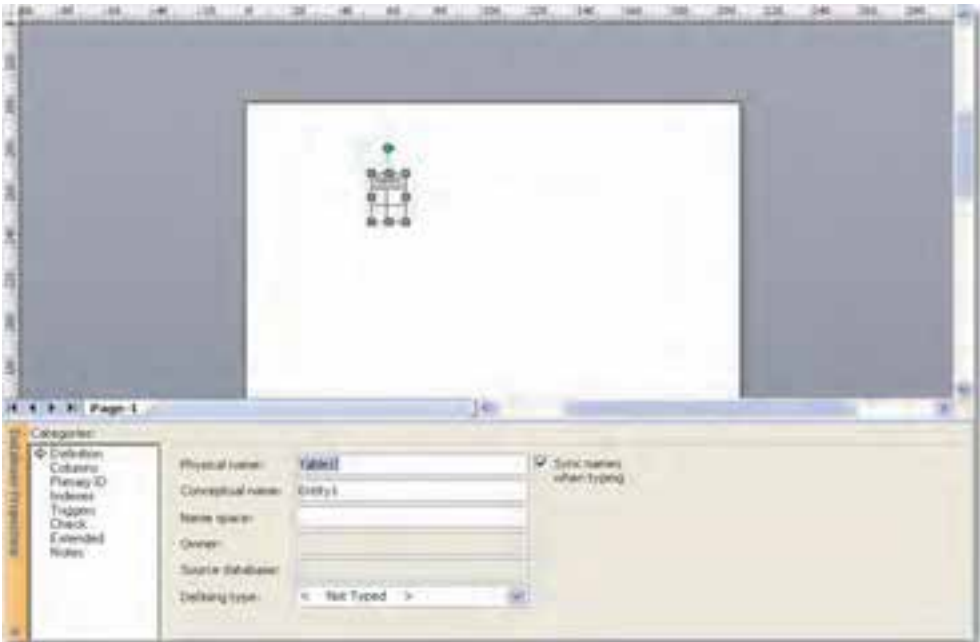 Page-1
Categories:
Definition
Columns
Primary ID
Indexes
Triggers
Check
Extended
Notes
Physical name: Table1
Conceptual name: Entity1
Name space:
Owner:
Source database:
Defining type: < Not Typed >
Sync names
when typing
Database Properties